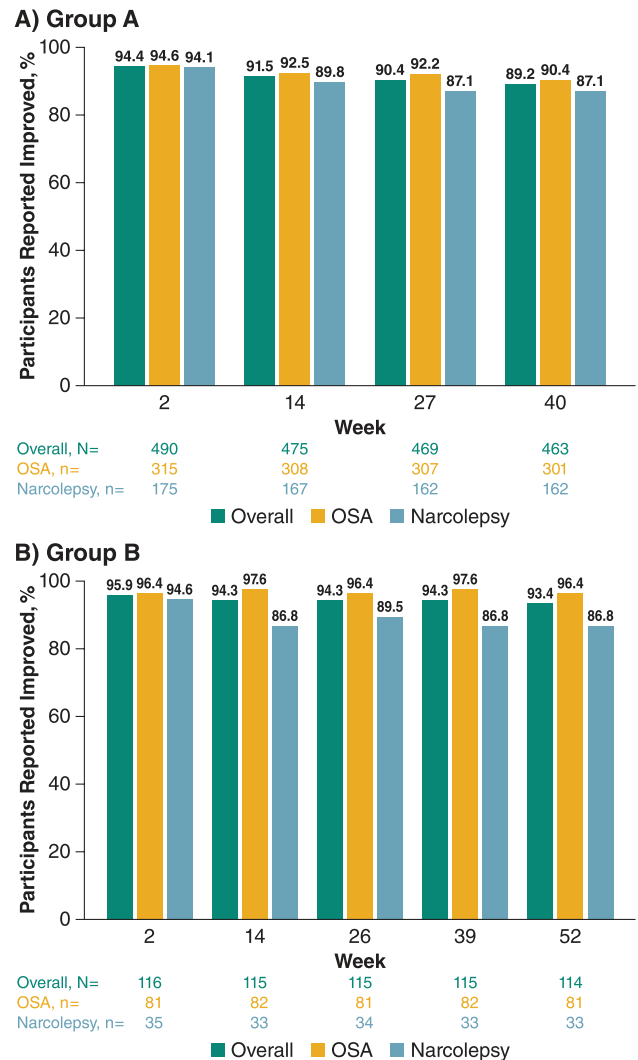 A) Group A
Participants Reported Improved, %
100
80
60
40
20
0
94.4 94.6 94.1
91.5 92.5 89.8
90.4 92.2 87.1
89.2 90.4 87.1
2 14 27 40
Week
Overall, N= 490 475 469 463
OSA, n= 315 308 307 301
Narcolepsy, n= 175 167 162 162
Overall OSA Narcolepsy
B) Group B
Participants Reported Improved, %
100
80
60
40
20
0
95.9 96.4 94.6
94.3 97.6 86.8
94.3 96.4 89.5
94.3 97.6 86.8
93.4 96.4 86.8
2 14 26 39 52
Week
Overall, N= 116 115 115 115 114
OSA, n= 81 82 81 82 81
Narcolepsy, n= 35 33 34 33 33
Overall OSA Narcolepsy